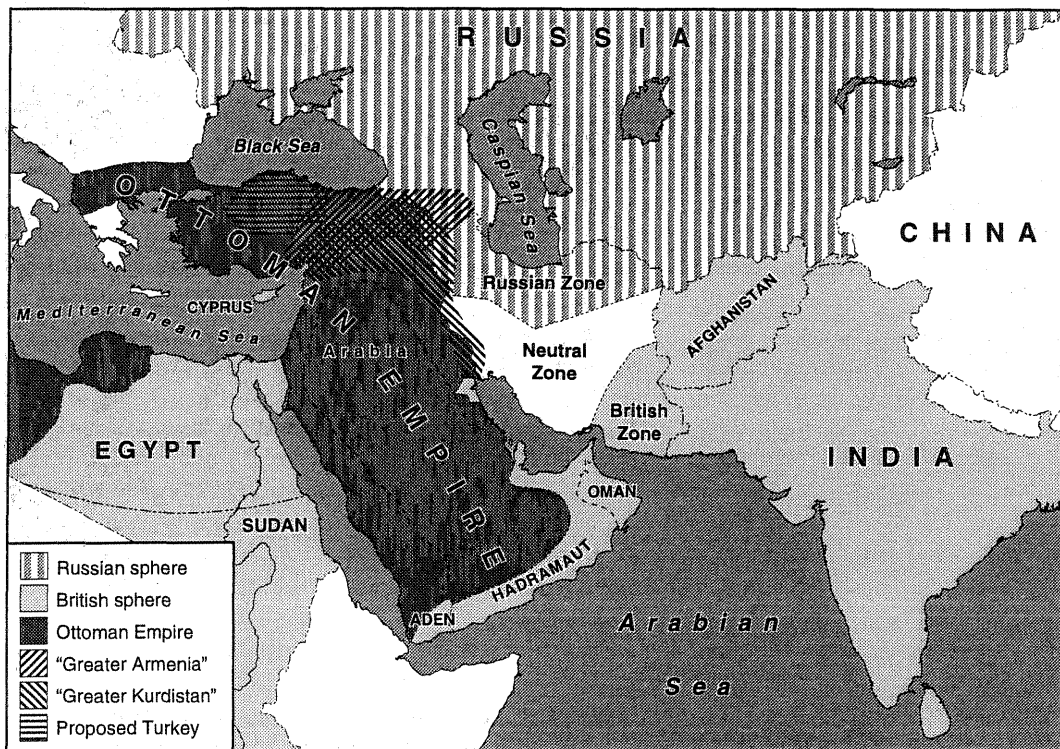 RUSSIA
Black Sea
Caspian Sea
OTTOMAN EMPIRE
CHINA
Russian Zone
CYPRUS
Mediterranean Sea
AFGHANISTAN
Arabia
Neutral
Zone
British
Zone
EGYPT
INDIA
OMAN
SUDAN
HADRAMAUT
ADEN
Arabian
Sea
Russian sphere
British sphere
Ottoman Empire
"Greater Armenia"
"Greater Kurdistan"
Proposed Turkey